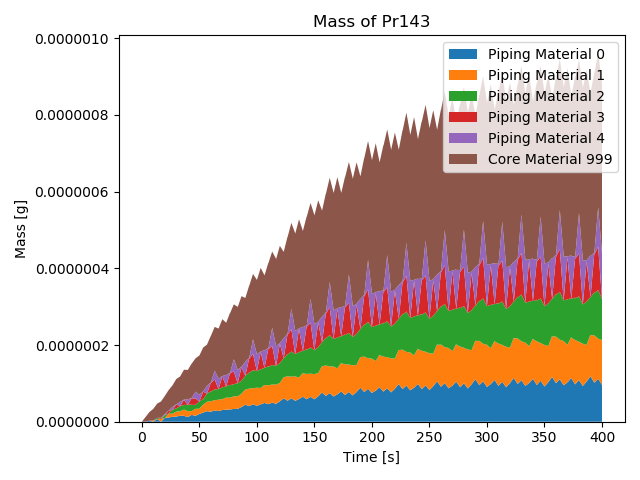 Mass of Pr143
0.0000010
0.0000008
0.0000006
0.0000004
0.0000002
0.0000000
Mass [g]
Piping Material 0
Piping Material 1
Piping Material 2
Piping Material 3
Piping Material 4
Core Material 999
0 50 100 150 200 250 300 350 400
Time [s]